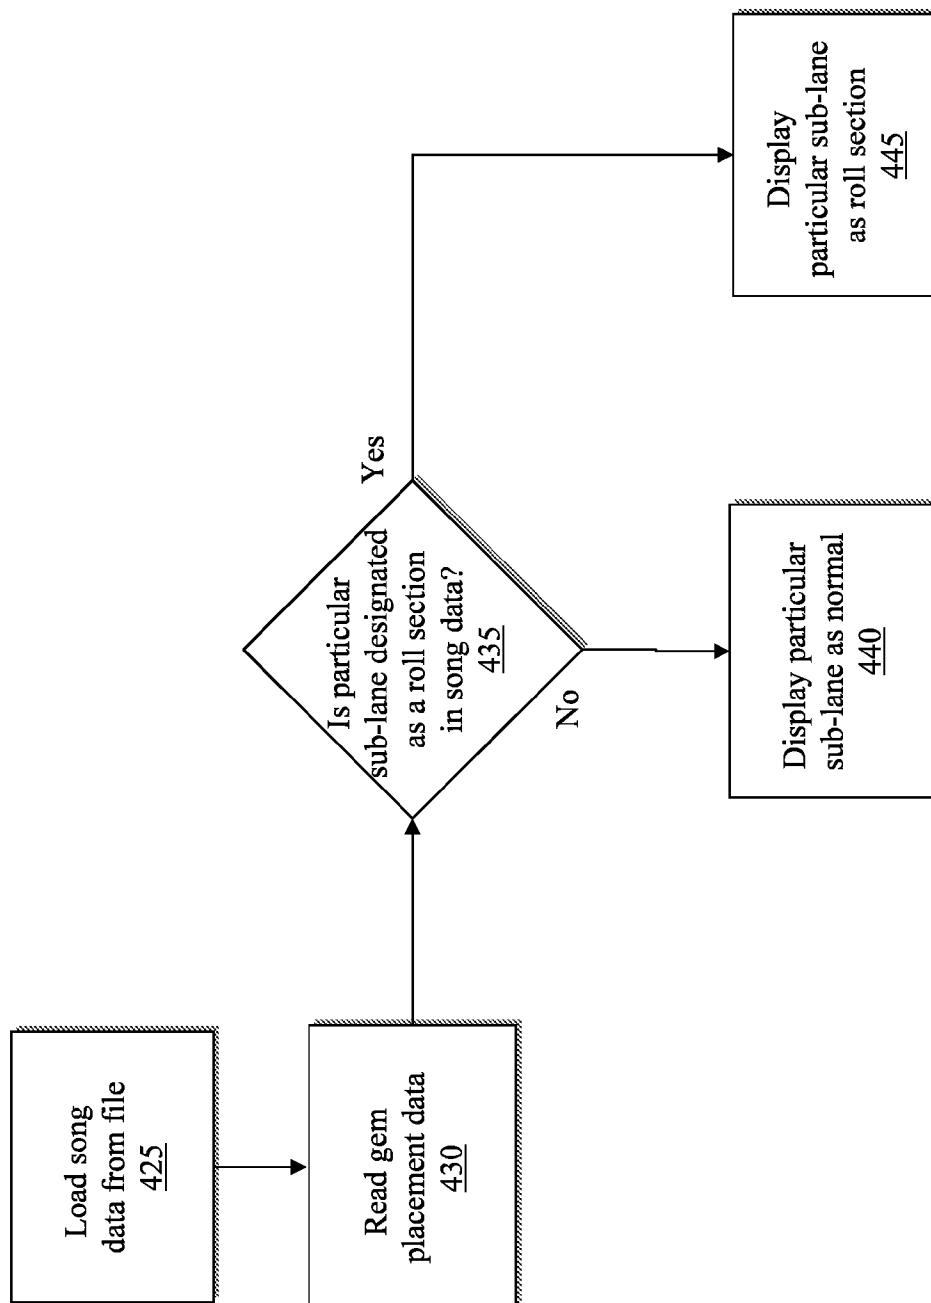 Load song
data from file
425
Read gem
placement data
430
Is particular
sub-lane designated
as a roll section
in song data?
435
Yes
No
Display particular
sub-lane as normal
440
Display
particular sub-lane
as roll section
445